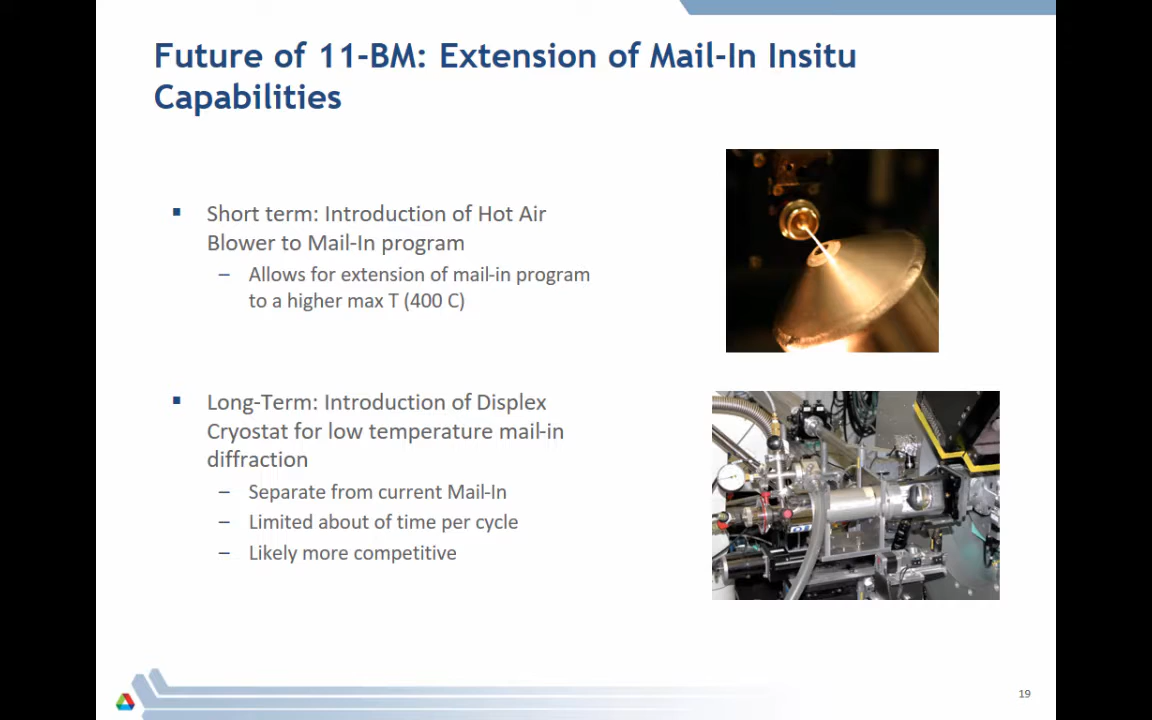 Future of 11-BM: Extension of Mail-In Insitu
Capabilities
▪ Short term: Introduction of Hot Air
Blower to Mail-In program
– Allows for extension of mail-in program
to a higher max T (400 C)
▪ Long-Term: Introduction of Displex
Cryostat for low temperature mail-in
diffraction
– Separate from current Mail-In
– Limited about of time per cycle
– Likely more competitive
19